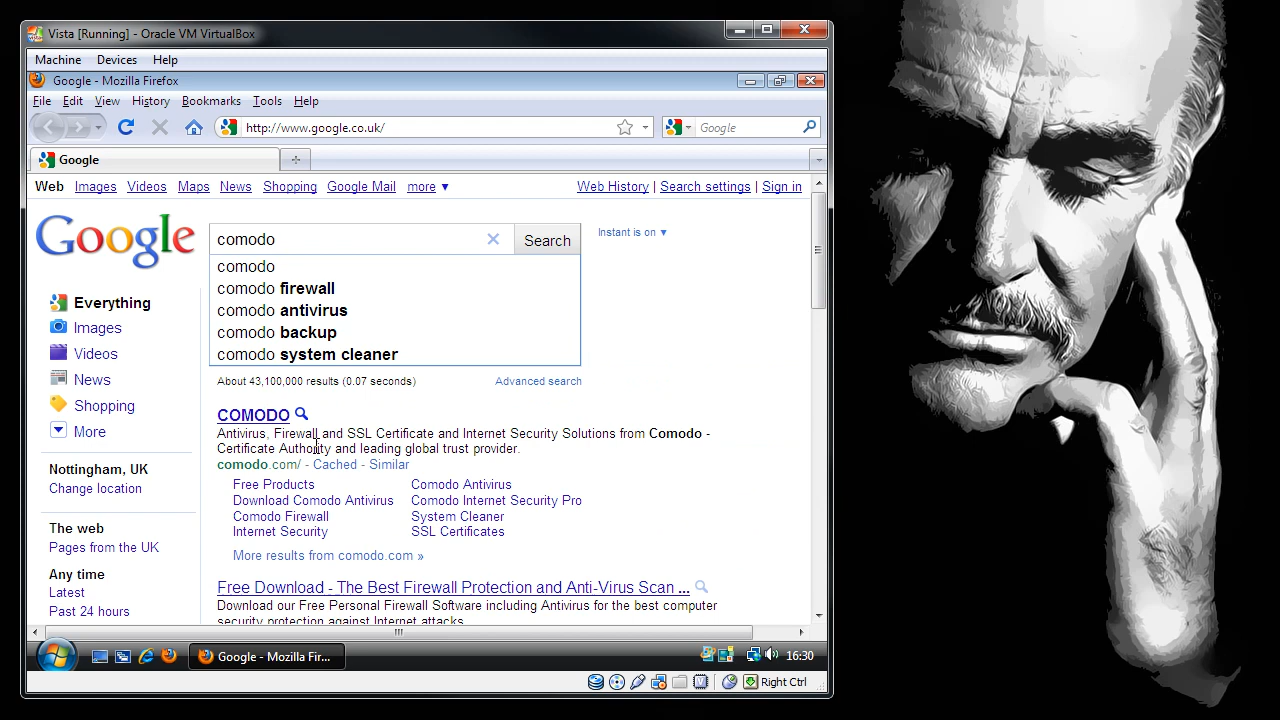 Vista [Running] - Oracle VM VirtualBox
Machine Devices Help
Google - Mozilla Firefox
File Edit View History Bookmarks Tools Help
http://www.google.co.uk/ Google
Google
Web Images Videos Maps News Shopping Google Mail more ▼ Web History | Search settings | Sign in
Google
comodo Search Instant is on ▼
comodo
comodo firewall
comodo antivirus
comodo backup
comodo system cleaner
Everything
Images
Videos
News
Shopping
More
Nottingham, UK
Change location
The web
Pages from the UK
Any time
Latest
Past 24 hours
About 43,100,000 results (0.07 seconds) Advanced search
COMODO
Antivirus, Firewall and SSL Certificate and Internet Security Solutions from Comodo -
Certificate Authority and leading global trust provider.
comodo.com/ - Cached - Similar
Free Products Comodo Antivirus
Download Comodo Antivirus Comodo Internet Security Pro
Comodo Firewall System Cleaner
Internet Security SSL Certificates
More results from comodo.com »
Free Download - The Best Firewall Protection and Anti-Virus Scan ...
Download our Free Personal Firewall Software including Antivirus for the best computer
security protection against Internet attacks.
Google - Mozilla Fir... 16:30
Right Ctrl